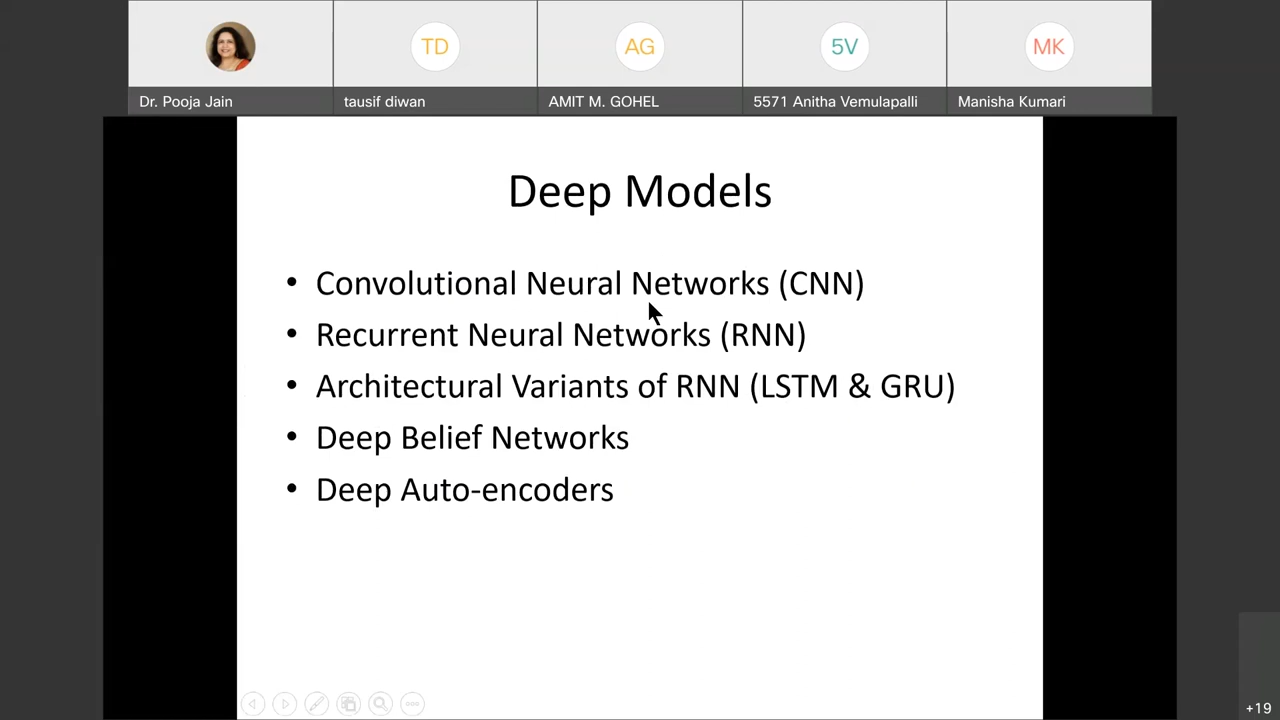 TD
AG
5V
MK
Dr. Pooja Jain
tausif diwan
AMIT M. GOHEL
5571 Anitha Vemulapalli
Manisha Kumari
Deep Models
• Convolutional Neural Networks (CNN)
• Recurrent Neural Networks (RNN)
• Architectural Variants of RNN (LSTM & GRU)
• Deep Belief Networks
• Deep Auto-encoders
+19